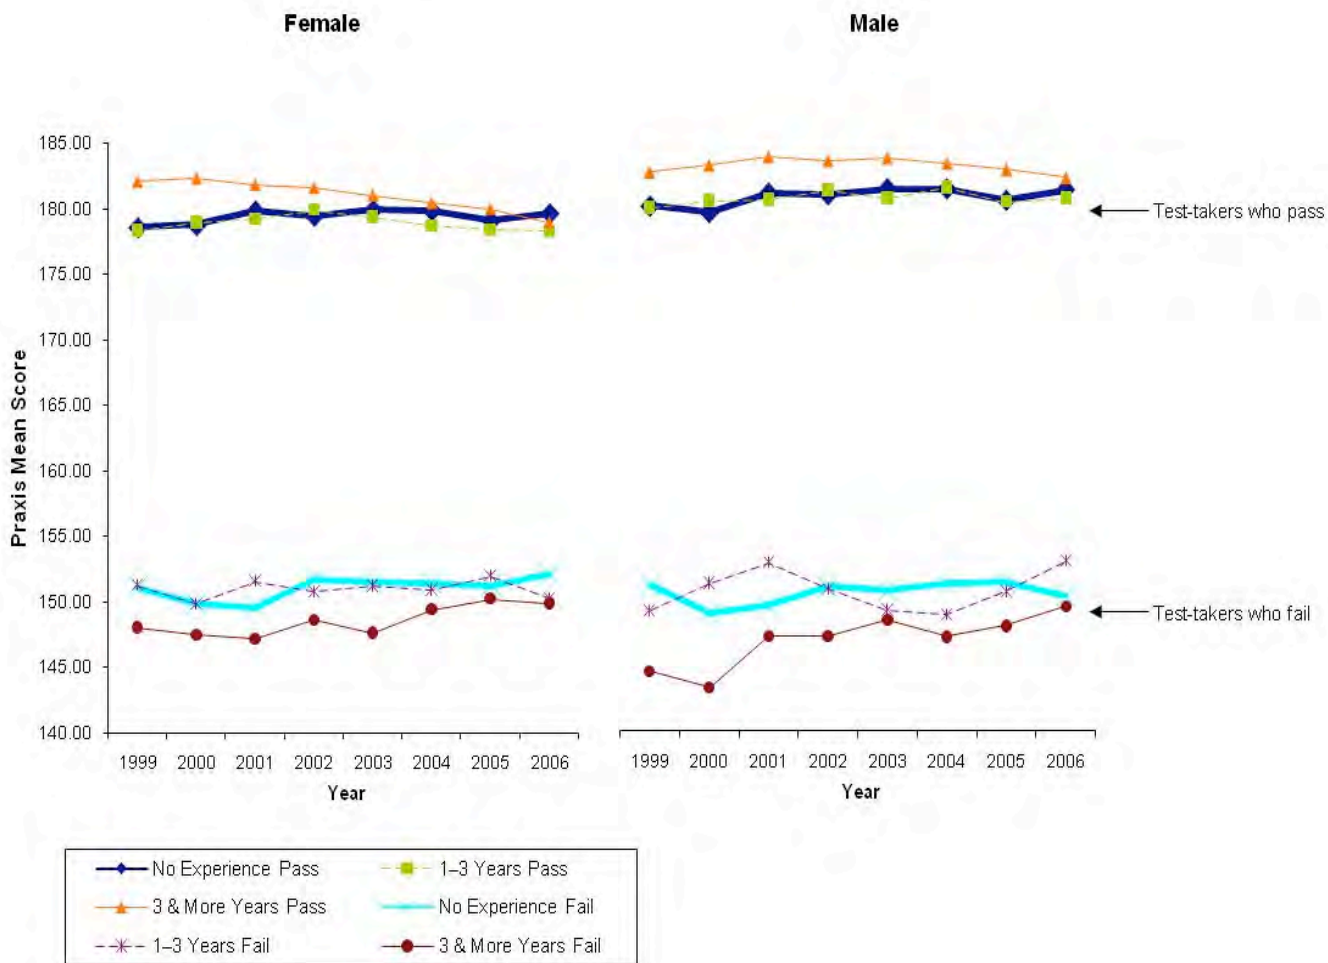 Female
Male
185.00
180.00
175.00
170.00
165.00
160.00
155.00
150.00
145.00
140.00
Praxis Mean Score
Test-takers who pass
Test-takers who fail
1999 2000 2001 2002 2003 2004 2005 2006
Year
1999 2000 2001 2002 2003 2004 2005 2006
Year
No Experience Pass
1–3 Years Pass
3 & More Years Pass
No Experience Fail
1–3 Years Fail
3 & More Years Fail